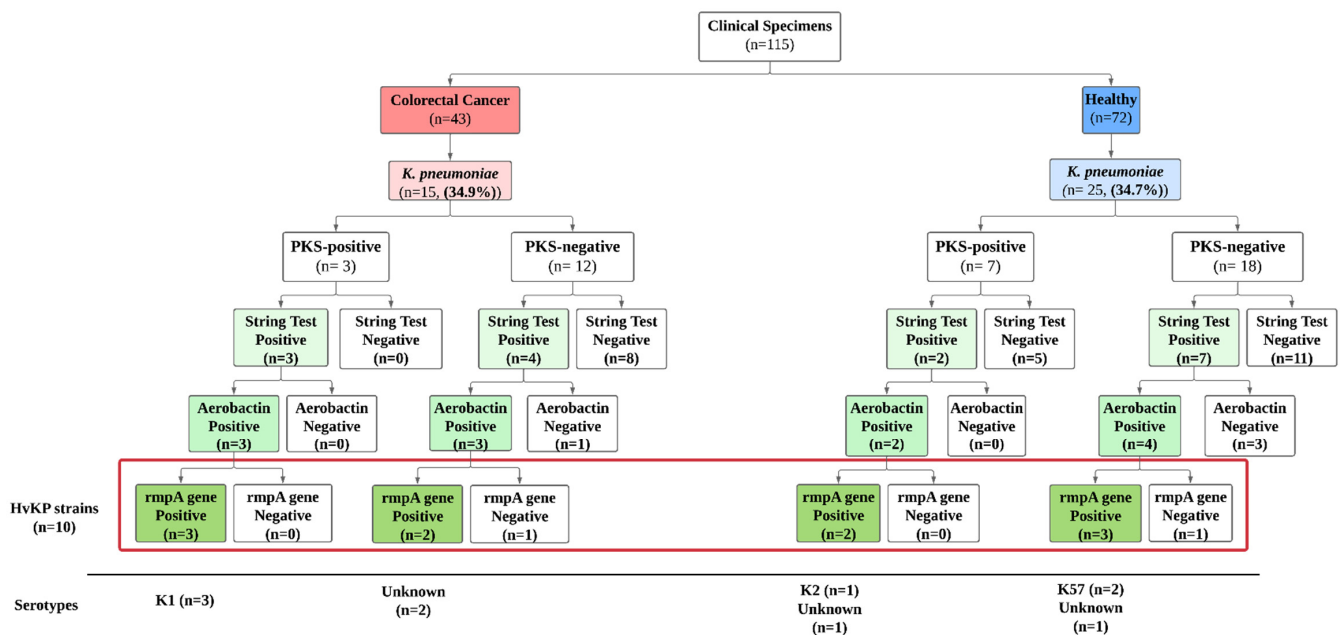 Clinical Specimens
(n=115)
Colorectal Cancer
(n=43)
Healthy
(n=72)
K. pneumoniae
(n=15, (34.9%))
K. pneumoniae
(n= 25, (34.7%))
PKS-positive
(n= 3)
PKS-negative
(n= 12)
PKS-positive
(n= 7)
PKS-negative
(n= 18)
String Test
Positive
(n=3)
String Test
Negative
(n=0)
String Test
Positive
(n=4)
String Test
Negative
(n=8)
String Test
Positive
(n=2)
String Test
Negative
(n=5)
String Test
Positive
(n=7)
String Test
Negative
(n=11)
Aerobactin
Positive
(n=3)
Aerobactin
Negative
(n=0)
Aerobactin
Positive
(n=3)
Aerobactin
Negative
(n=1)
Aerobactin
Positive
(n=2)
Aerobactin
Negative
(n=0)
Aerobactin
Positive
(n=4)
Aerobactin
Negative
(n=3)
HvKP strains
(n=10)
rmpA gene
Positive
(n=3)
rmpA gene
Negative
(n=0)
rmpA gene
Positive
(n=2)
rmpA gene
Negative
(n=1)
rmpA gene
Positive
(n=2)
rmpA gene
Negative
(n=0)
rmpA gene
Positive
(n=3)
rmpA gene
Negative
(n=1)
Serotypes
K1 (n=3)
Unknown
(n=2)
K2 (n=1)
Unknown
(n=1)
K57 (n=2)
Unknown
(n=1)